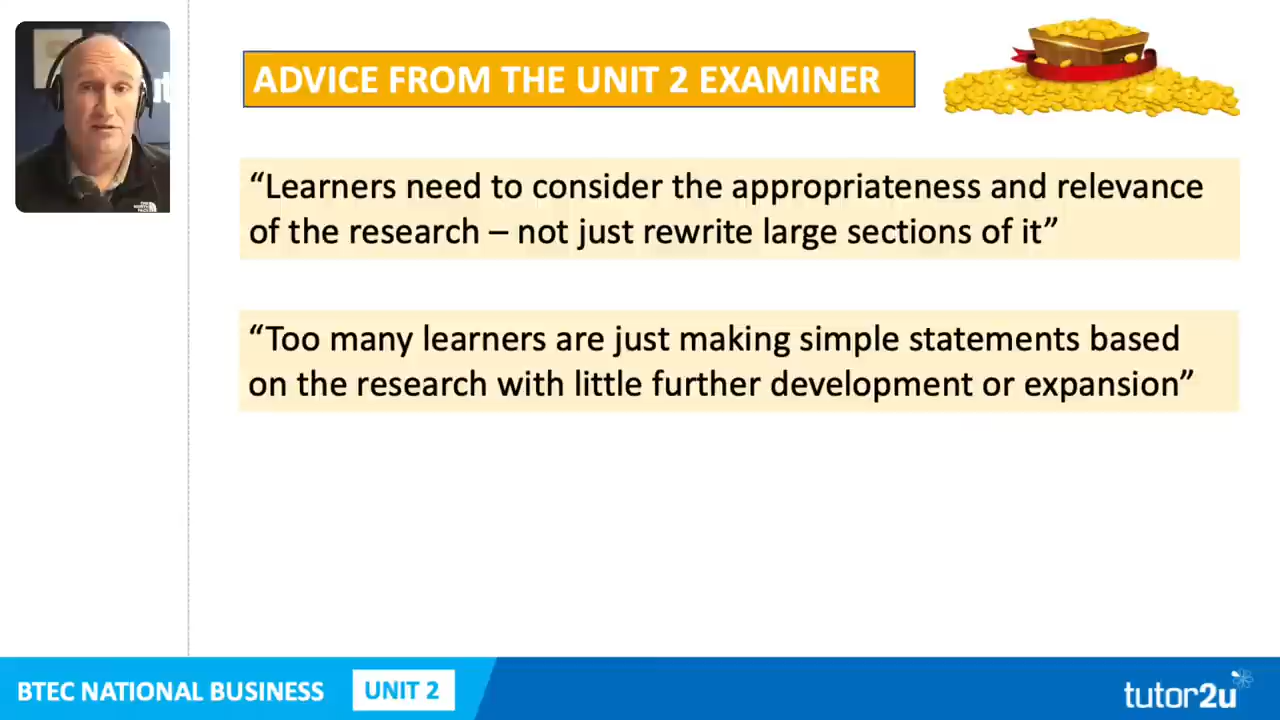 ADVICE FROM THE UNIT 2 EXAMINER
“Learners need to consider the appropriateness and relevance
of the research – not just rewrite large sections of it”
“Too many learners are just making simple statements based
on the research with little further development or expansion”
BTEC NATIONAL BUSINESS
UNIT 2
tutor2u